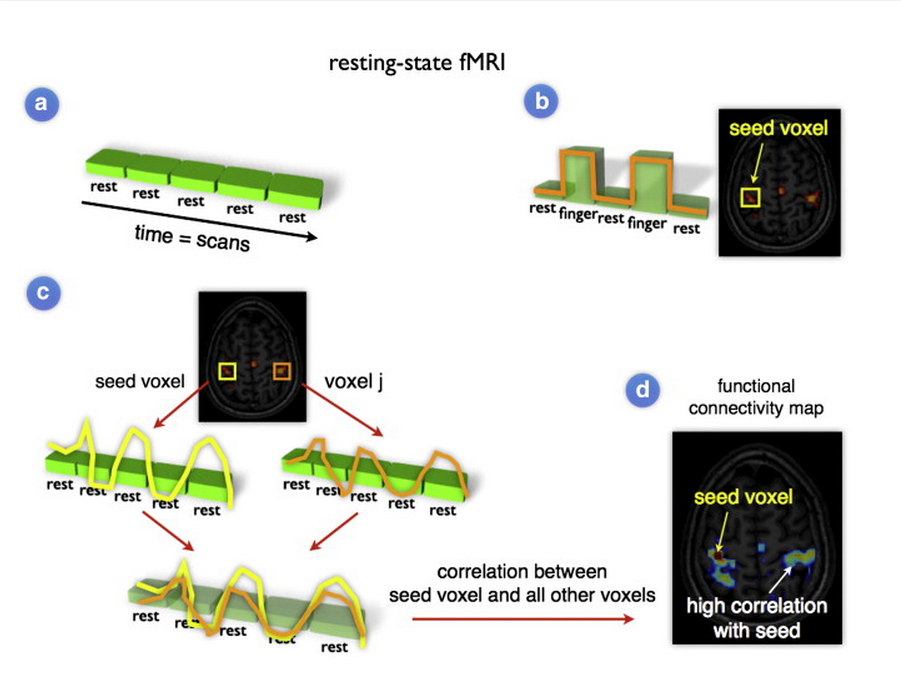 resting-state fMRI
a
rest
rest
rest
rest
rest
time = scans
b
rest
finger
rest
finger
rest
seed voxel
c
seed voxel
voxel j
rest
rest
rest
rest
rest
rest
rest
rest
rest
rest
rest
rest
rest
rest
correlation between
seed voxel and all other voxels
d
functional
connectivity map
seed voxel
high correlation
with seed